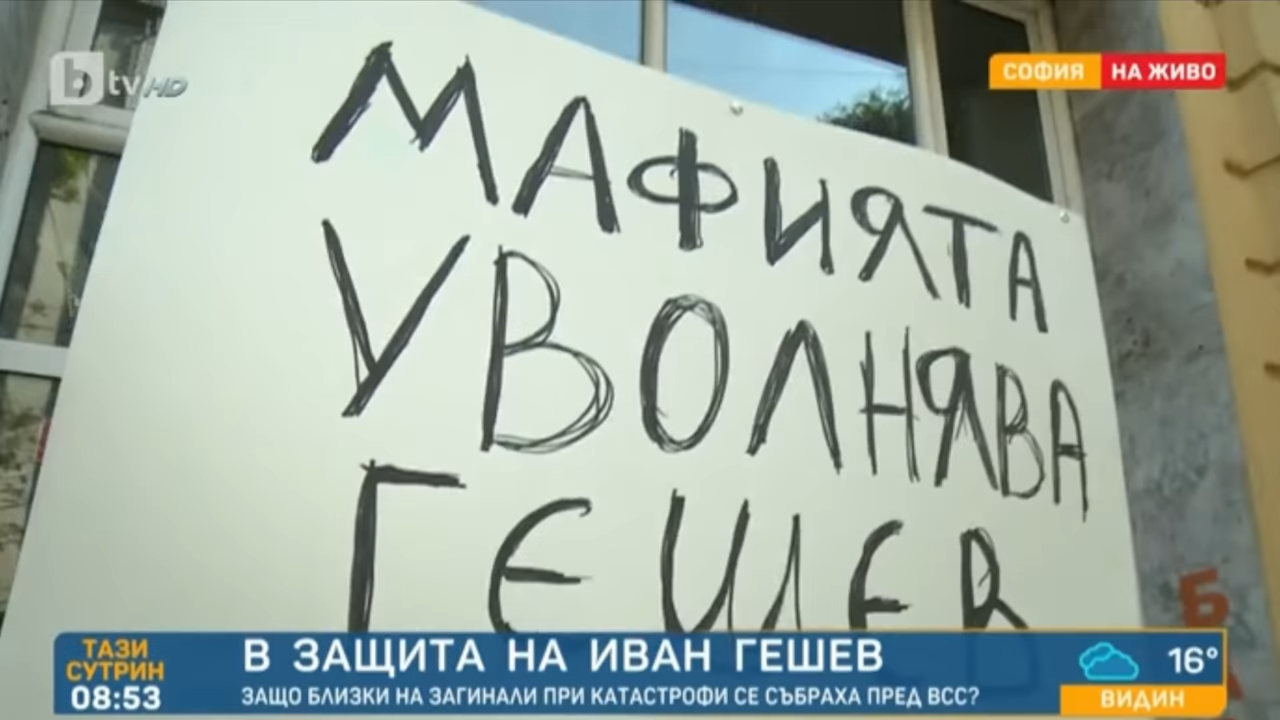 btv HD
СОФИЯ НА ЖИВО
МАФИЯТА
УВОЛНЯВА
ГЕШЕВ
ТАЗИ
СУТРИН
08:53
В ЗАЩИТА НА ИВАН ГЕШЕВ
ЗАЩО БЛИЗКИ НА ЗАГИНАЛИ ПРИ КАТАСТРОФИ СЕ СЪБРАХА ПРЕД ВСС?
16°
ВИДИН
Б